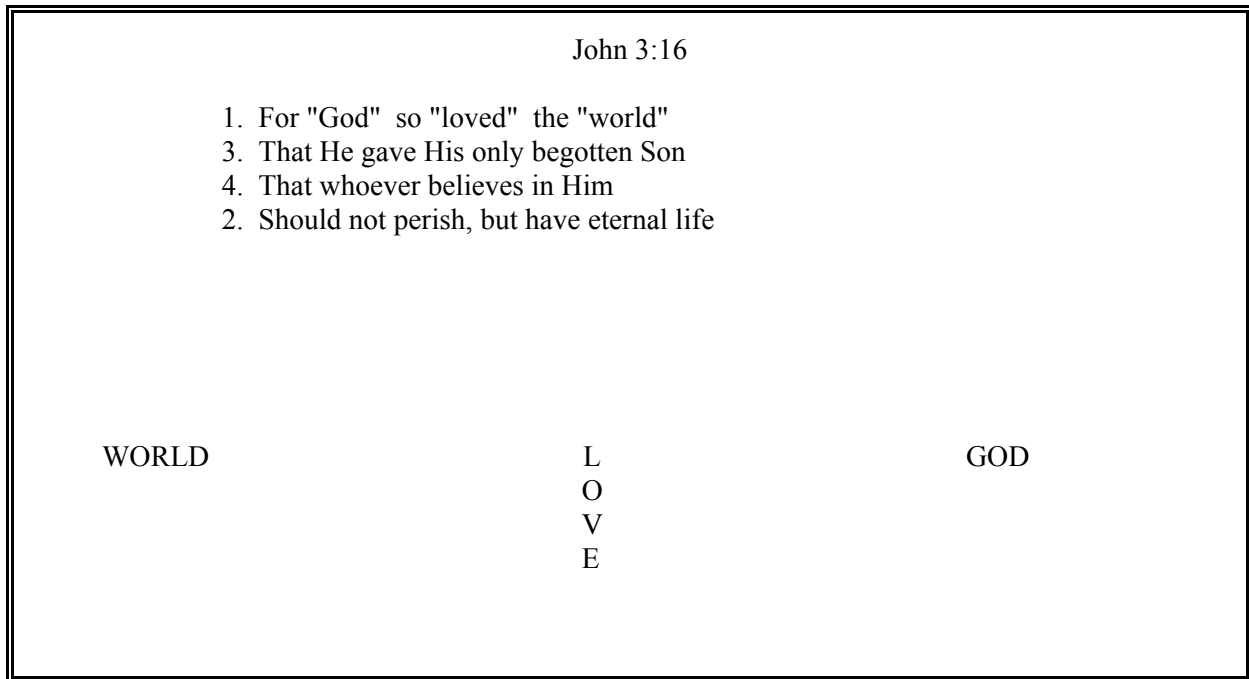 John 3:16
1. For "God" so "loved" the "world"
3. That He gave His only begotten Son
4. That whoever believes in Him
2. Should not perish, but have eternal life
WORLD L GOD
O
V
E